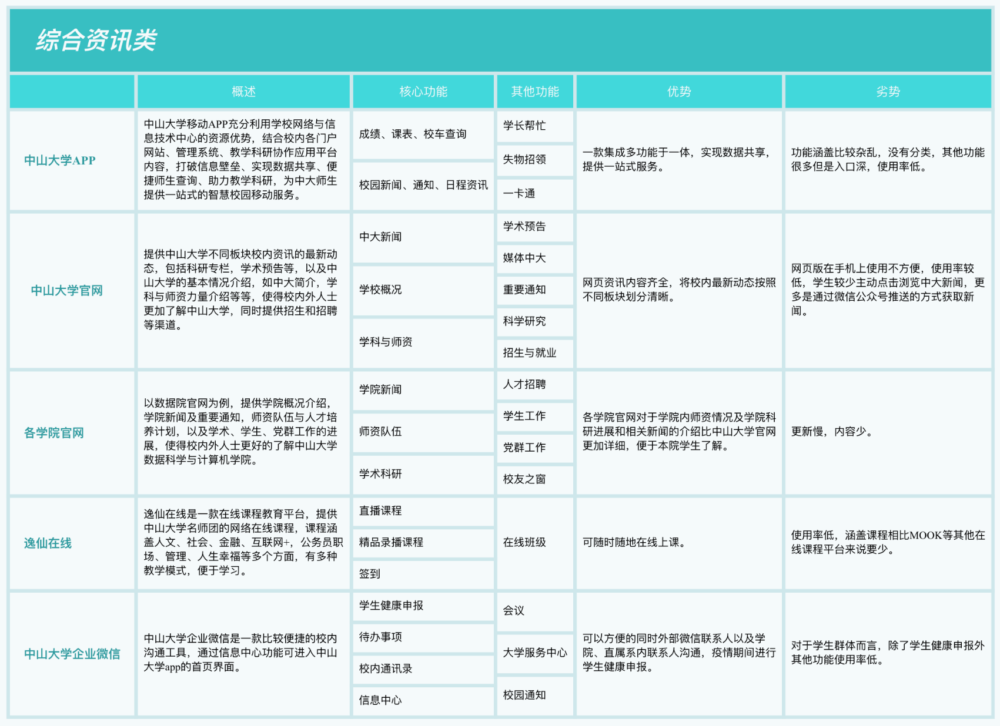 综合资讯类
概述
核心功能
其他功能
优势
劣势
中山大学APP
中山大学移动APP充分利用学校网络与信
息技术中心的资源优势，结合校内各门户
网站、管理系统、教学科研协作应用平台
内容，打破信息壁垒、实现数据共享、便
捷师生查询、助力教学科研，为中大师生
提供一站式的智慧校园移动服务。
成绩、课表、校车查询
校园新闻、通知、日程资讯
学长帮忙
失物招领
一卡通
一款集成多功能于一体，实现数据共享，
提供一站式服务。
功能涵盖比较杂乱，没有分类，其他功能
很多但是入口深，使用率低。
中山大学官网
提供中山大学不同板块校内资讯的最新动
态，包括科研专栏，学术预告等，以及中
山大学的基本情况介绍，如中大简介，学
科与师资力量介绍等等，使得校内外人士
更加了解中山大学，同时提供招生和招聘
等渠道。
中大新闻
学校概况
学科与师资
学术预告
媒体中大
重要通知
科学研究
招生与就业
网页资讯内容齐全，将校内最新动态按照
不同板块划分清晰。
网页版在手机上使用不方便，使用率较
低，学生较少主动点击浏览中大新闻，更
多是通过微信公众号推送的方式获取新
闻。
各学院官网
以数据院官网为例，提供学院概况介绍，
学院新闻及重要通知，师资队伍与人才培
养计划，以及学术、学生、党群工作的进
展，使得校内外人士更好的了解中山大学
数据科学与计算机学院。
学院新闻
师资队伍
学术科研
人才招聘
学生工作
党群工作
校友之窗
各学院官网对于学院内师资情况及学院科
研进展和相关新闻的介绍比中山大学官网
更加详细，便于本院学生了解。
更新慢，内容少。
逸仙在线
逸仙在线是一款在线课程教育平台，提供
中山大学名师团的网络在线课程，课程涵
盖人文、社会、金融、互联网+，公务员职
场、管理、人生幸福等多个方面，有多种
教学模式，便于学习。
直播课程
精品录播课程
签到
在线班级
可随时随地在线上课。
使用率低，涵盖课程相比MOOK等其他在
线课程平台来说要少。
中山大学企业微信
中山大学企业微信是一款比较便捷的校内
沟通工具，通过信息中心功能可进入中山
大学app的首页界面。
学生健康申报
待办事项
校内通讯录
信息中心
会议
大学服务中心
校园通知
可以方便的同时外部微信联系人以及学
院、直属系内联系人沟通，疫情期间进行
学生健康申报。
对于学生群体而言，除了学生健康申报外
其他功能使用率低。